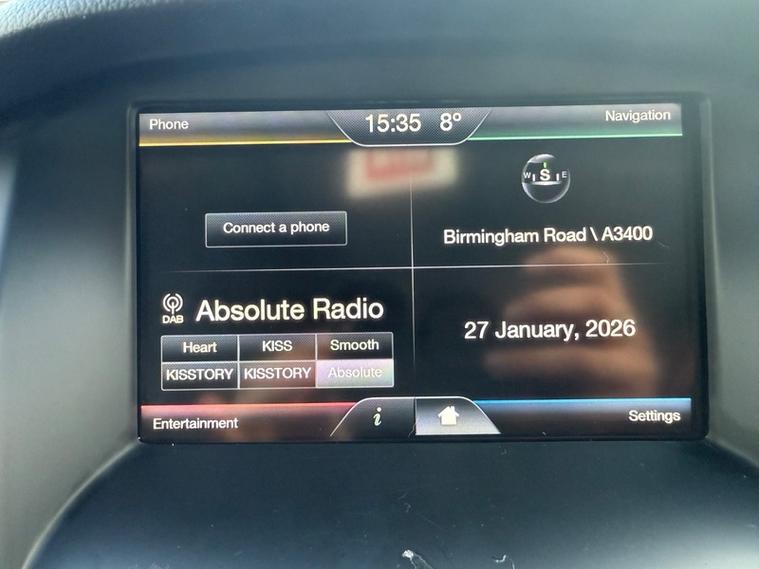 Phone
15:35 8°
Navigation
W S E
Connect a phone
Birmingham Road \ A3400
DAB
Absolute Radio
Heart
KISS
Smooth
KISSTORY
KISSTORY
Absolute
27 January, 2026
Entertainment
i
Settings